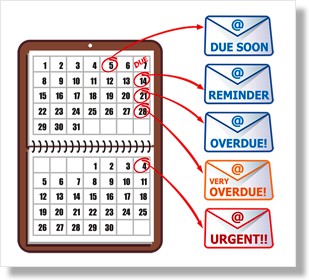 DUE
1 2 3 4 5 6 7
8 9 10 11 12 13 14
15 16 17 18 19 20 21
22 23 24 25 26 27 28
29 30 31
1 2 3 4
5 6 7 8 9 10 11
12 13 14 15 16 17 18
19 20 21 22 23 24 25
26 27 28 29 30
@
DUE SOON
@
REMINDER
@
OVERDUE!
@
VERY
OVERDUE!
@
URGENT!!